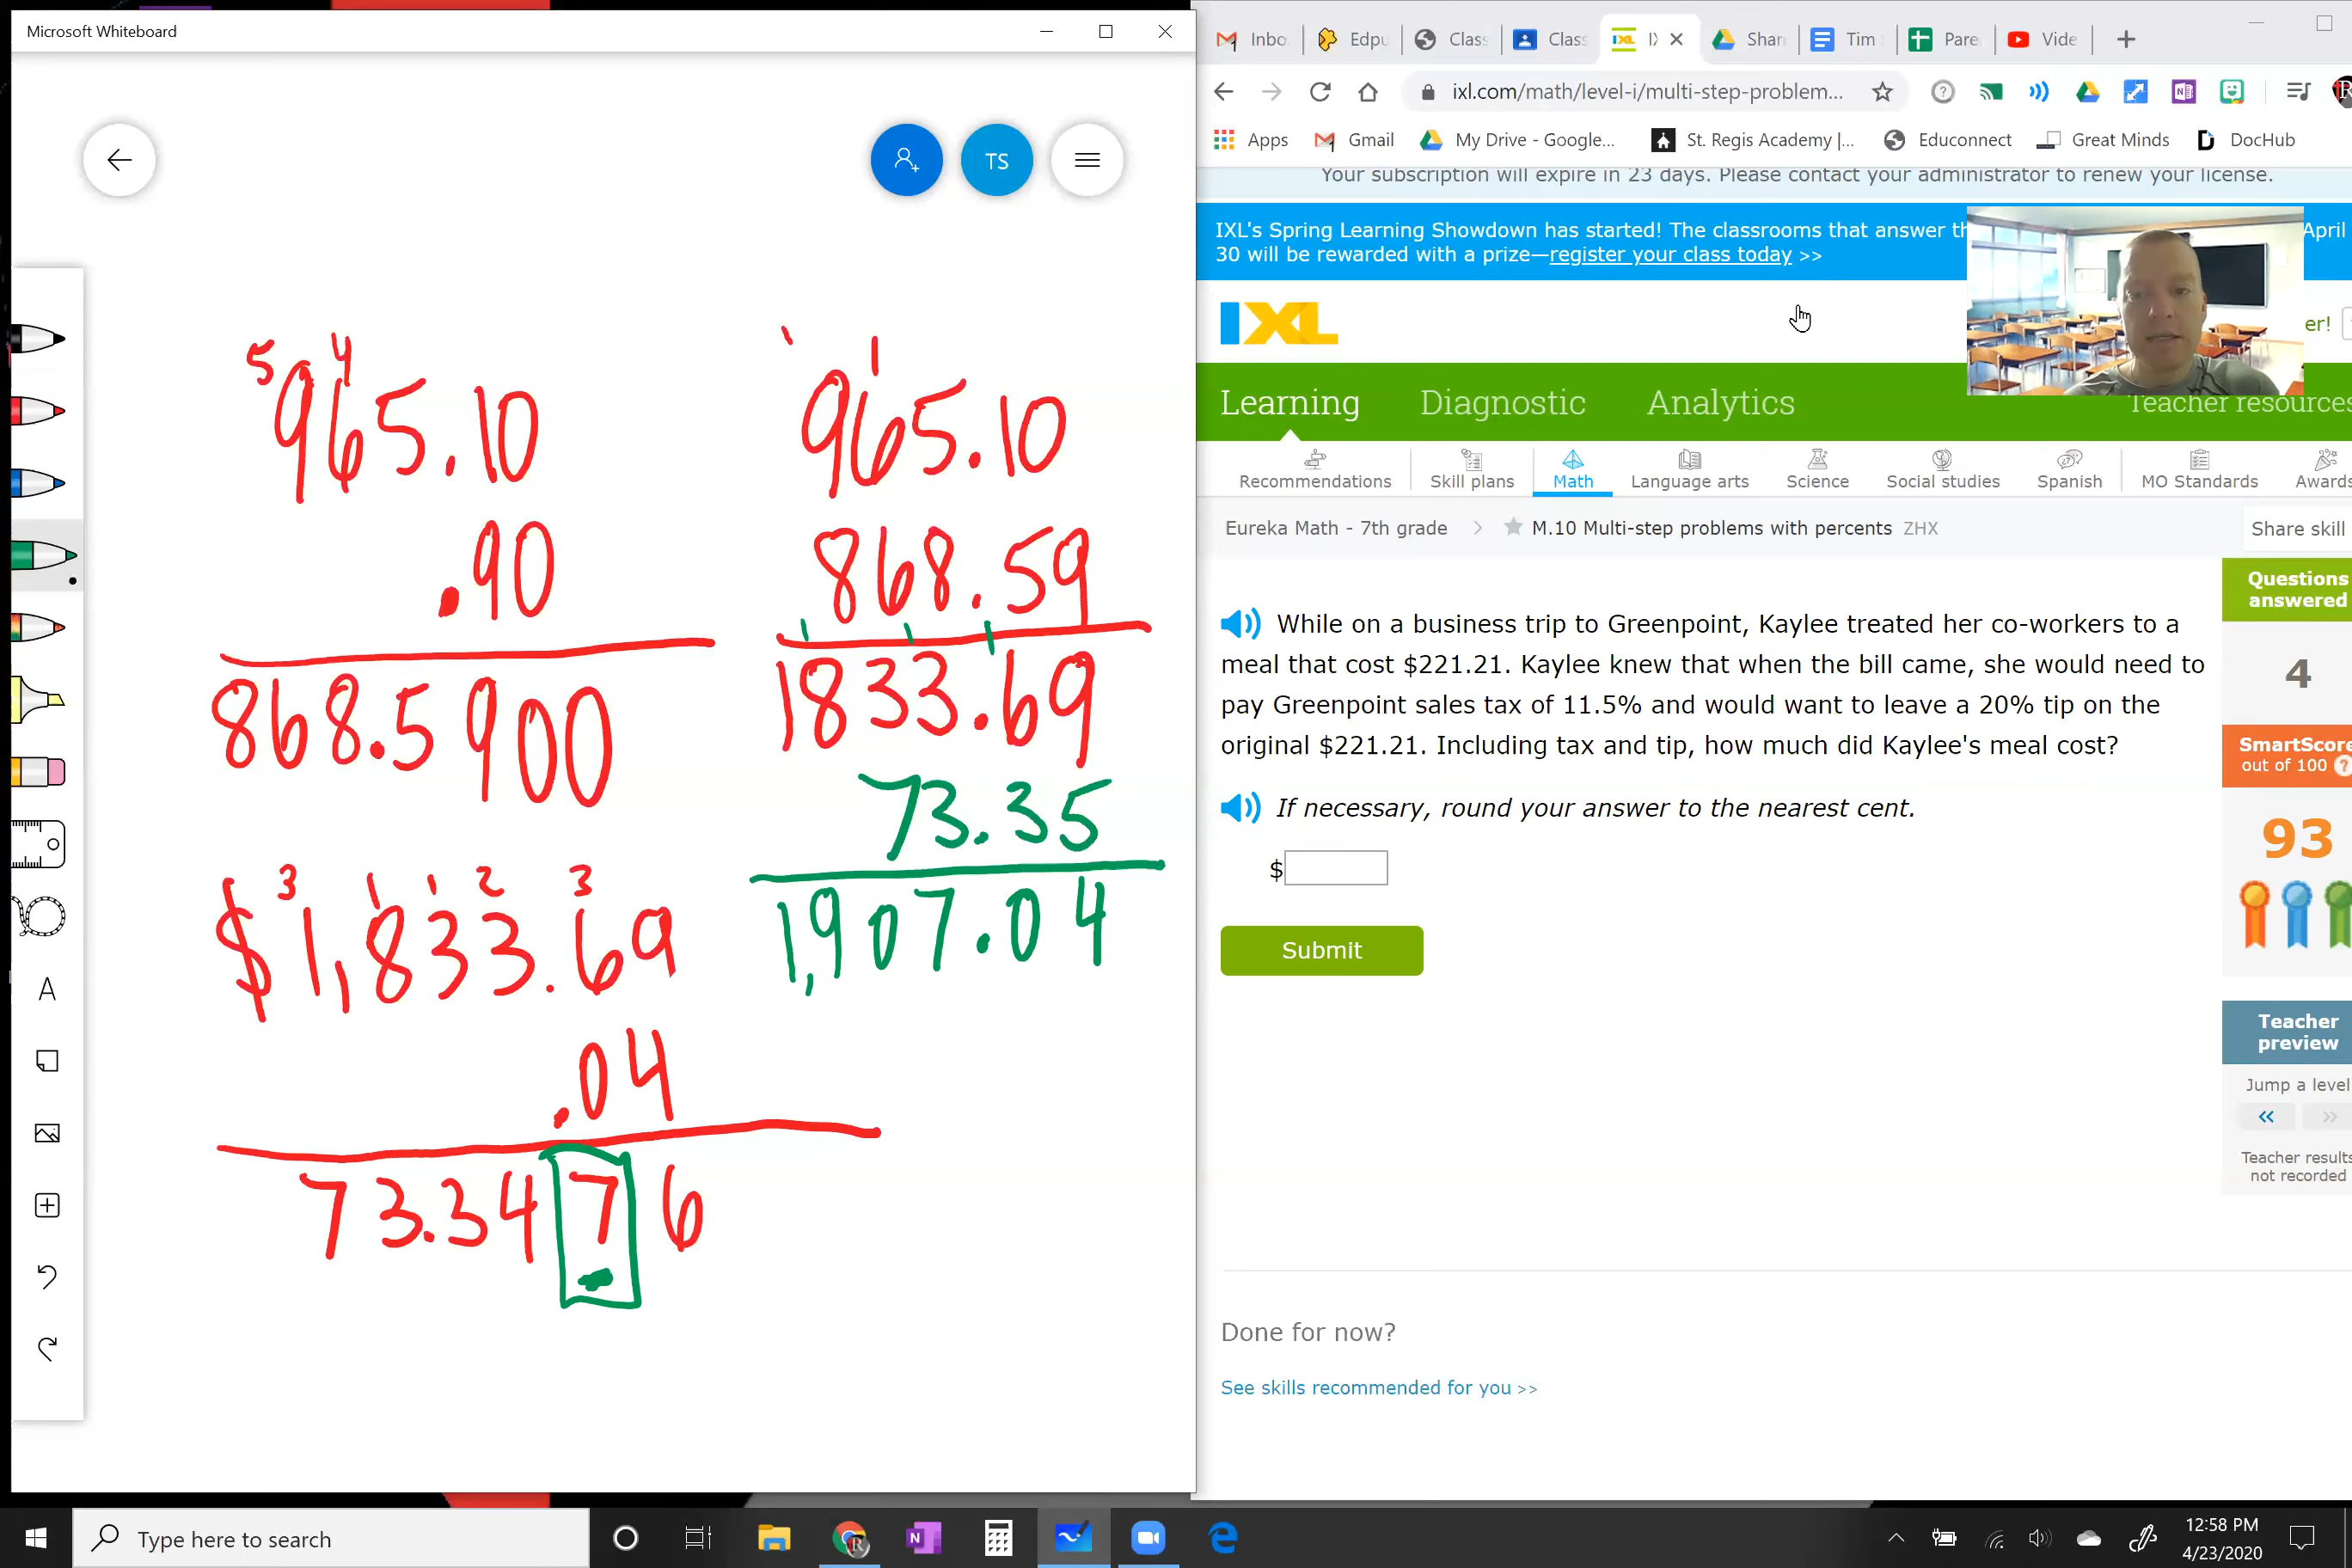 Microsoft Whiteboard
TS
5 4
965.10
.90
868.5900
1 1
965.10
868.59
1833.69
73.35
1,907.04
3 1 1 2 3
$1,833.69
.04
73.3476
A
Inbo Edpu Class Class IXL Shar Tim Pare Vide
ixl.com/math/level-i/multi-step-problem...
Apps Gmail My Drive - Google... St. Regis Academy |... Educonnect Great Minds DocHub
Your subscription will expire in 23 days. Please contact your administrator to renew your license.
IXL's Spring Learning Showdown has started! The classrooms that answer th April
30 will be rewarded with a prize—register your class today >>
IXL
er!
Learning Diagnostic Analytics Teacher resources
Recommendations Skill plans Math Language arts Science Social studies Spanish MO Standards Awards
Eureka Math - 7th grade > M.10 Multi-step problems with percents ZHX
Share skill
While on a business trip to Greenpoint, Kaylee treated her co-workers to a
meal that cost $221.21. Kaylee knew that when the bill came, she would need to
pay Greenpoint sales tax of 11.5% and would want to leave a 20% tip on the
original $221.21. Including tax and tip, how much did Kaylee's meal cost?
If necessary, round your answer to the nearest cent.
$
Submit
Questions
answered
4
SmartScore
out of 100 ?
93
Teacher
preview
Jump a level
Teacher results
not recorded
Done for now?
See skills recommended for you >>
Type here to search
12:58 PM
4/23/2020